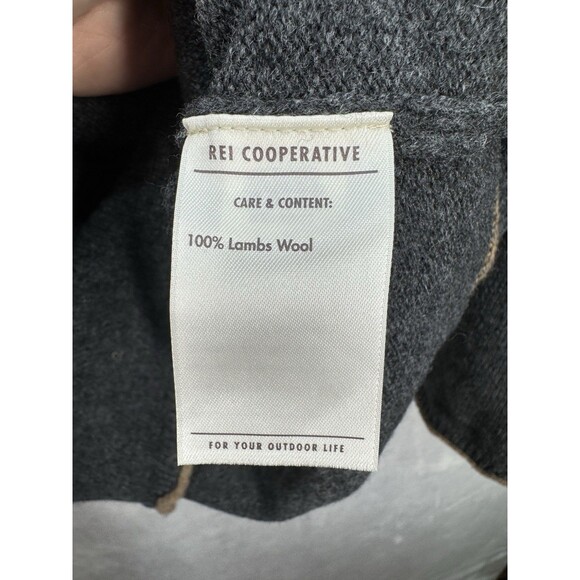 REI COOPERATIVE
CARE & CONTENT:
100% Lambs Wool
FOR YOUR OUTDOOR LIFE